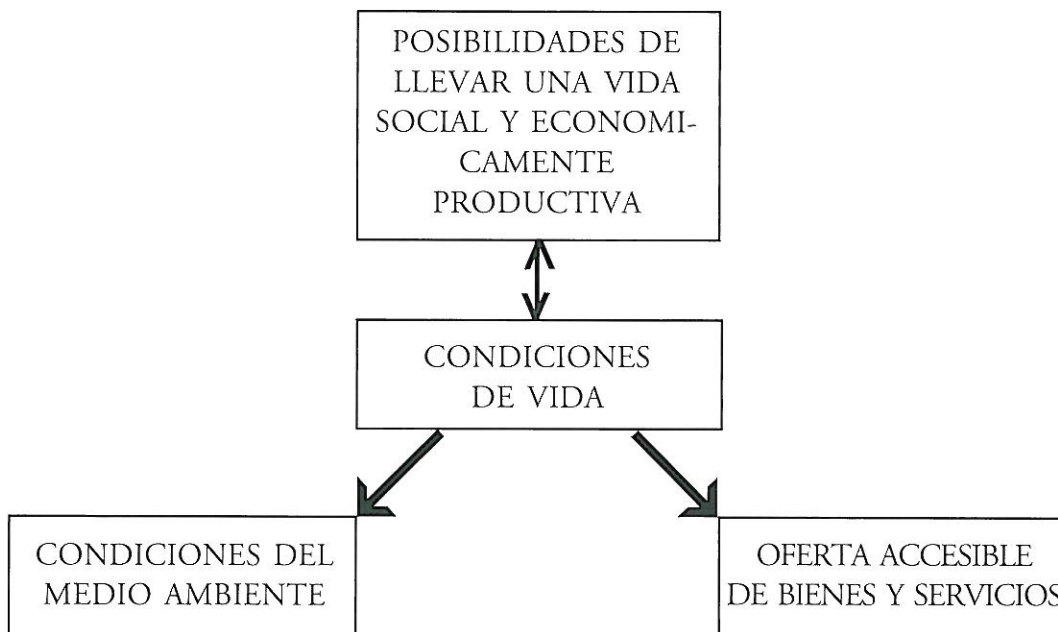 POSIBILIDADES DE
LLEVAR UNA VIDA
SOCIAL Y ECONOMI-
CAMENTE
PRODUCTIVA
CONDICIONES
DE VIDA
CONDICIONES DEL
MEDIO AMBIENTE
OFERTA ACCESIBLE
DE BIENES Y SERVICIOS